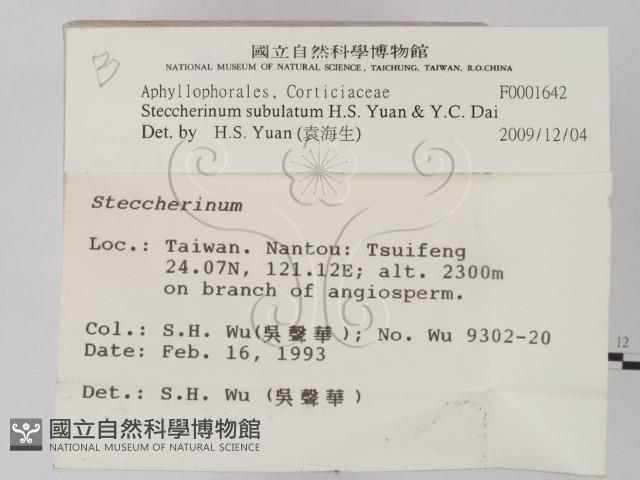 B
國立自然科學博物館
NATIONAL MUSEUM OF NATURAL SCIENCE, TAICHUNG, TAIWAN, R.O.CHINA
Aphyllophorales, Corticiaceae F0001642
Steccherinum subulatum H.S. Yuan & Y.C. Dai
Det. by H.S. Yuan (袁海生) 2009/12/04
Steccherinum
Loc.: Taiwan. Nantou: Tsuifeng
24.07N, 121.12E; alt. 2300m
on branch of angiosperm.
Col.: S.H. Wu(吳聲華); No. Wu 9302-20
Date: Feb. 16, 1993
Det.: S.H. Wu (吳聲華)
12
國立自然科學博物館
NATIONAL MUSEUM OF NATURAL SCIENCE